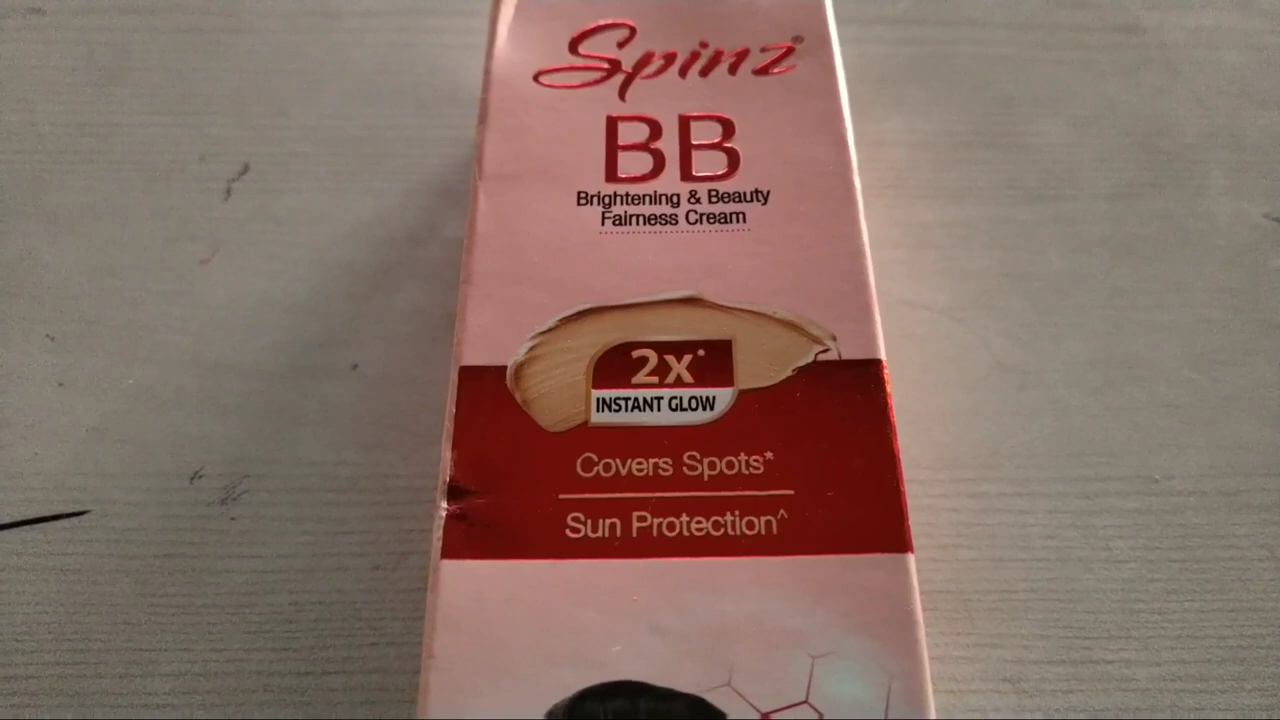 Spinz®
BB
Brightening & Beauty
Fairness Cream
2x*
INSTANT GLOW
Covers Spots*
Sun Protection^